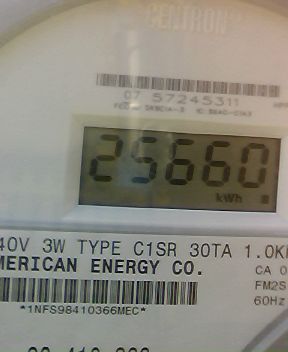 CENTRON
07 57245311
25660
kWh
40V 3W TYPE C1SR 30TA 1.0K
MERICAN ENERGY CO.
CA 0
FM2S
60Hz
*1NFS98410366MEC*